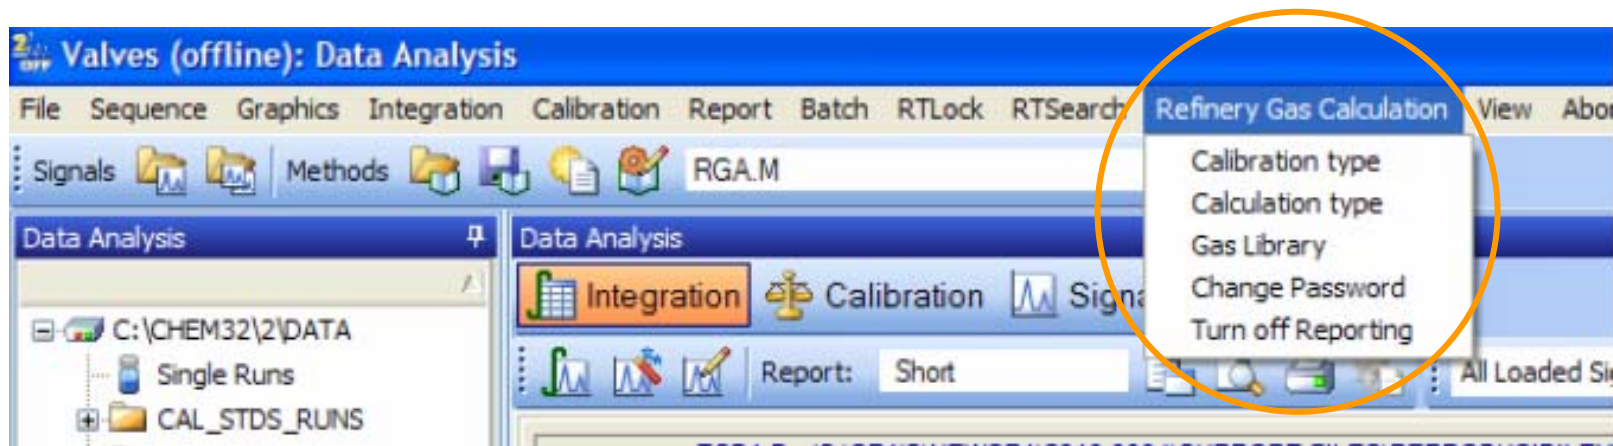 Valves (offline): Data Analysis
File Sequence Graphics Integration Calibration Report Batch RTLock RTSearch Refinery Gas Calculation View
Signals Methods RGA.M
Calibration type
Calculation type
Gas Library
Change Password
Turn off Reporting
Data Analysis
Data Analysis
Integration Calibration
C:\CHEM32\2\DATA
Single Runs
CAL_STDS_RUNS
Report: Short
All Loaded